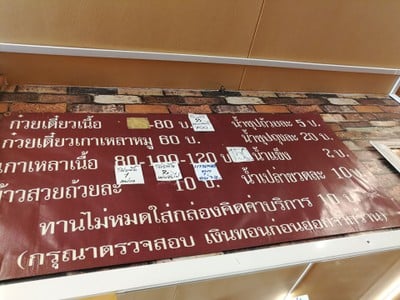 ก๋วยเตี๋ยวเนื้อ -80 บ.
ก๋วยเตี๋ยวเกาเหลาหมู 60 บ.
เกาเหลาเนื้อ 80-100-120 บ
ข้าวสวยถ้วยละ 10 บ.
น้ำซุปถ้วยละ 5 บ.
น้ำซุปถุงละ 20 บ.
น้ำแข็ง 2 บ.
น้ำเปล่าขวดละ 10 บ
ทานไม่หมดใส่กล่องคิดค่าบริการ 10 บ.
(กรุณาตรวจสอบ เงินทอนก่อนออกจากร้าน)